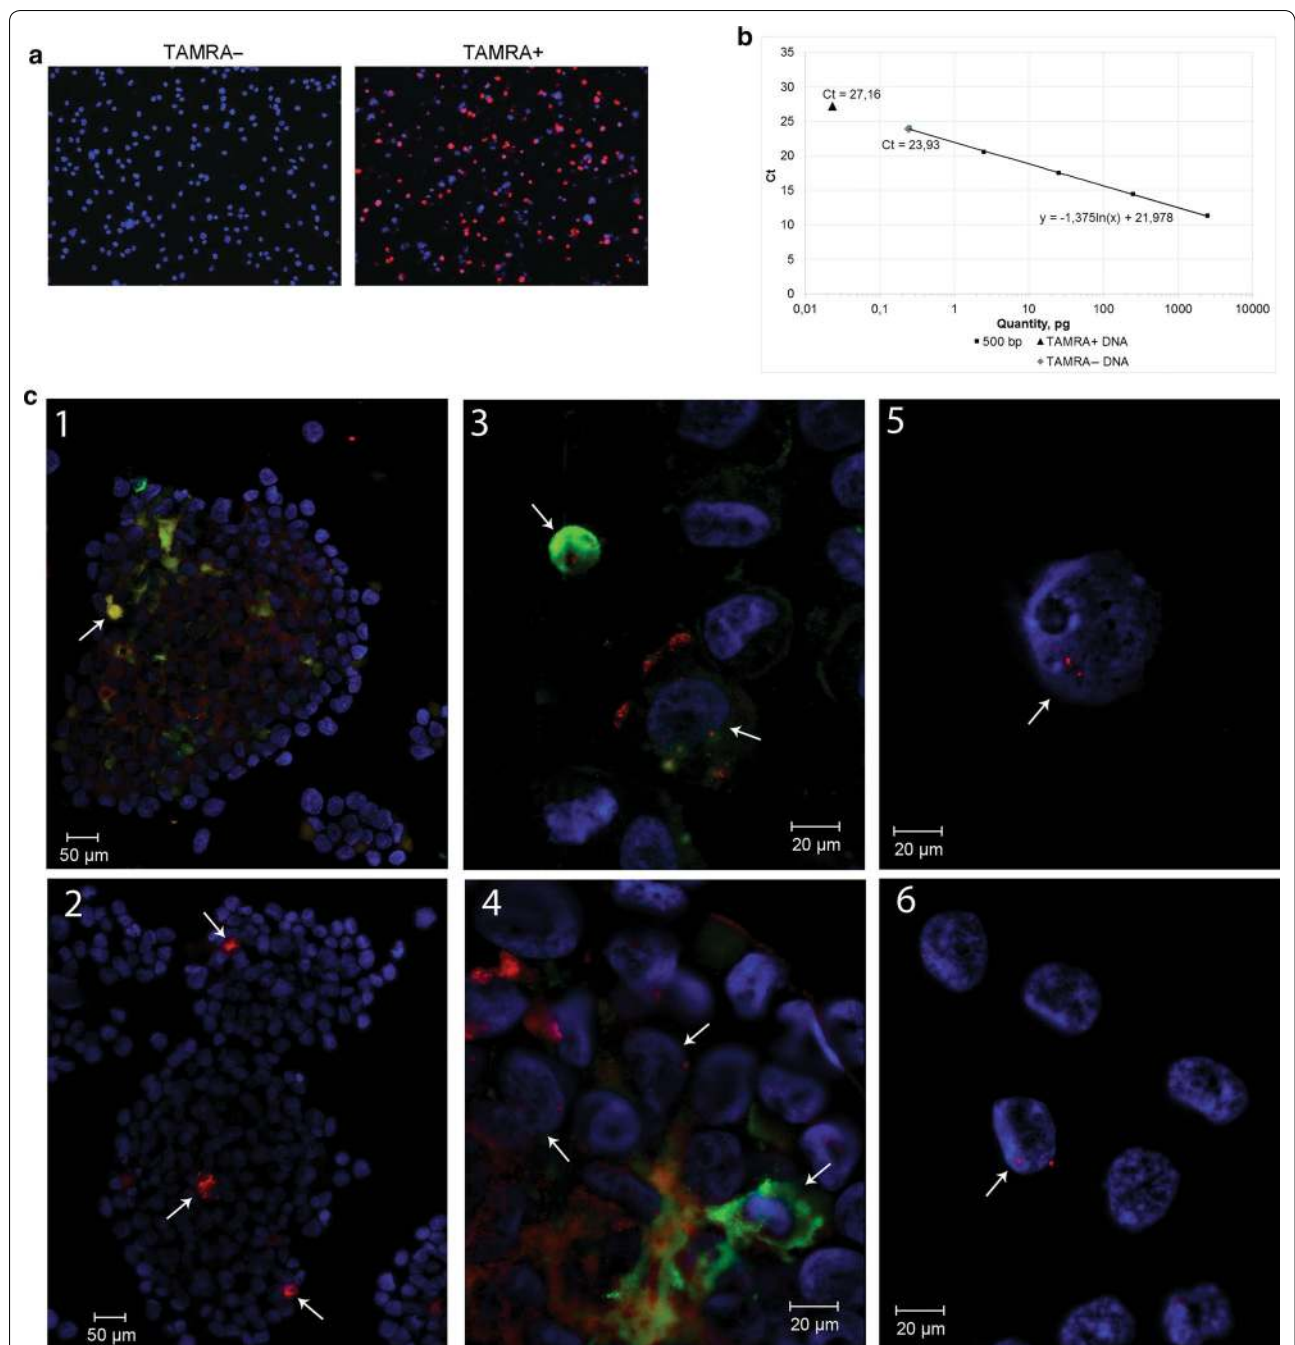 a
TAMRA–
TAMRA+
b
35
30
25
20
15
10
5
0
Ct
Ct = 27,16
Ct = 23,93
y = -1,375ln(x) + 21,978
0,01
0,1
1
10
100
1000
10000
Quantity, pg
500 bp
TAMRA+ DNA
TAMRA– DNA
c
1
50 µm
3
20 µm
5
20 µm
2
50 µm
4
20 µm
6
20 µm